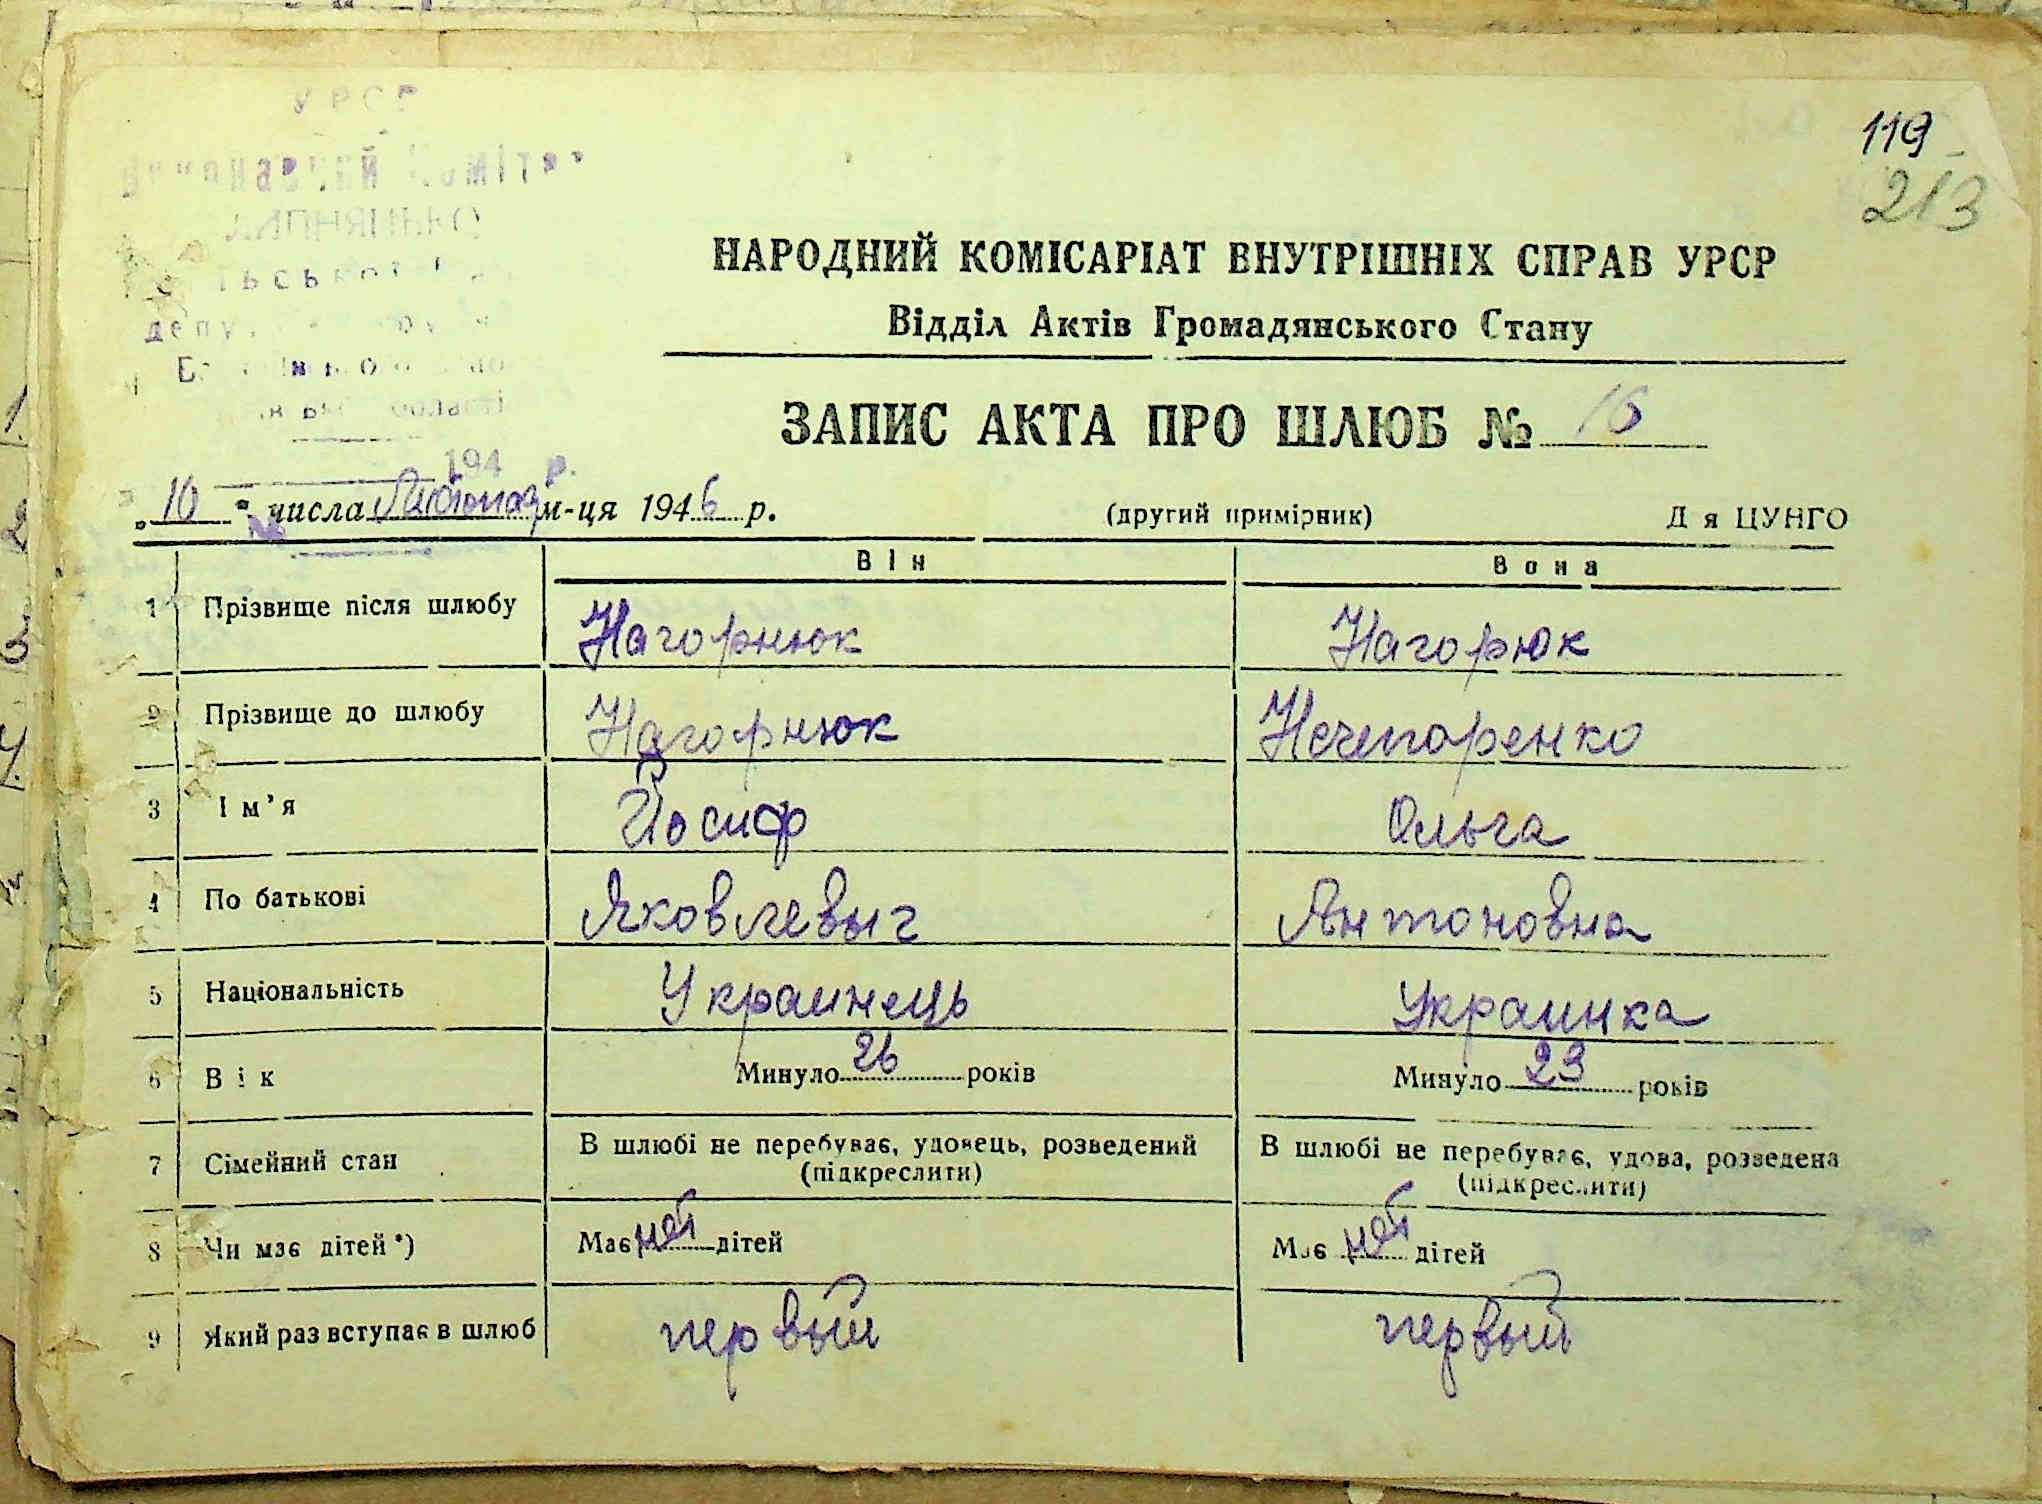 УРСР
119
213
НАРОДНИЙ КОМІСАРІАТ ВНУТРІШНІХ СПРАВ УРСР
Відділ Актів Громадянського Стану
ЗАПИС АКТА ПРО ШЛЮБ № 16
194 р.
„10" числа м-ця 1946 р. (другий примірник) Д я ЦУНГО
Він Вона
1 Прізвище після шлюбу Нагорнюк Нагорюк
2 Прізвище до шлюбу Нагорнюк Нечепоренко
3 Ім’я Йосиф Ольга
4 По батькові Яковлевыч Антоновна
5 Національність Украинець Украинка
6 Вік Минуло 26 років Минуло 23 років
7 Сімейний стан В шлюбі не перебуває, удовець, розведений В шлюбі не перебуває, удова, розведена
(підкреслити) (підкреслити)
8 Чи має дітей*) Має нет дітей Має нет дітей
9 Який раз вступає в шлюб первый первый